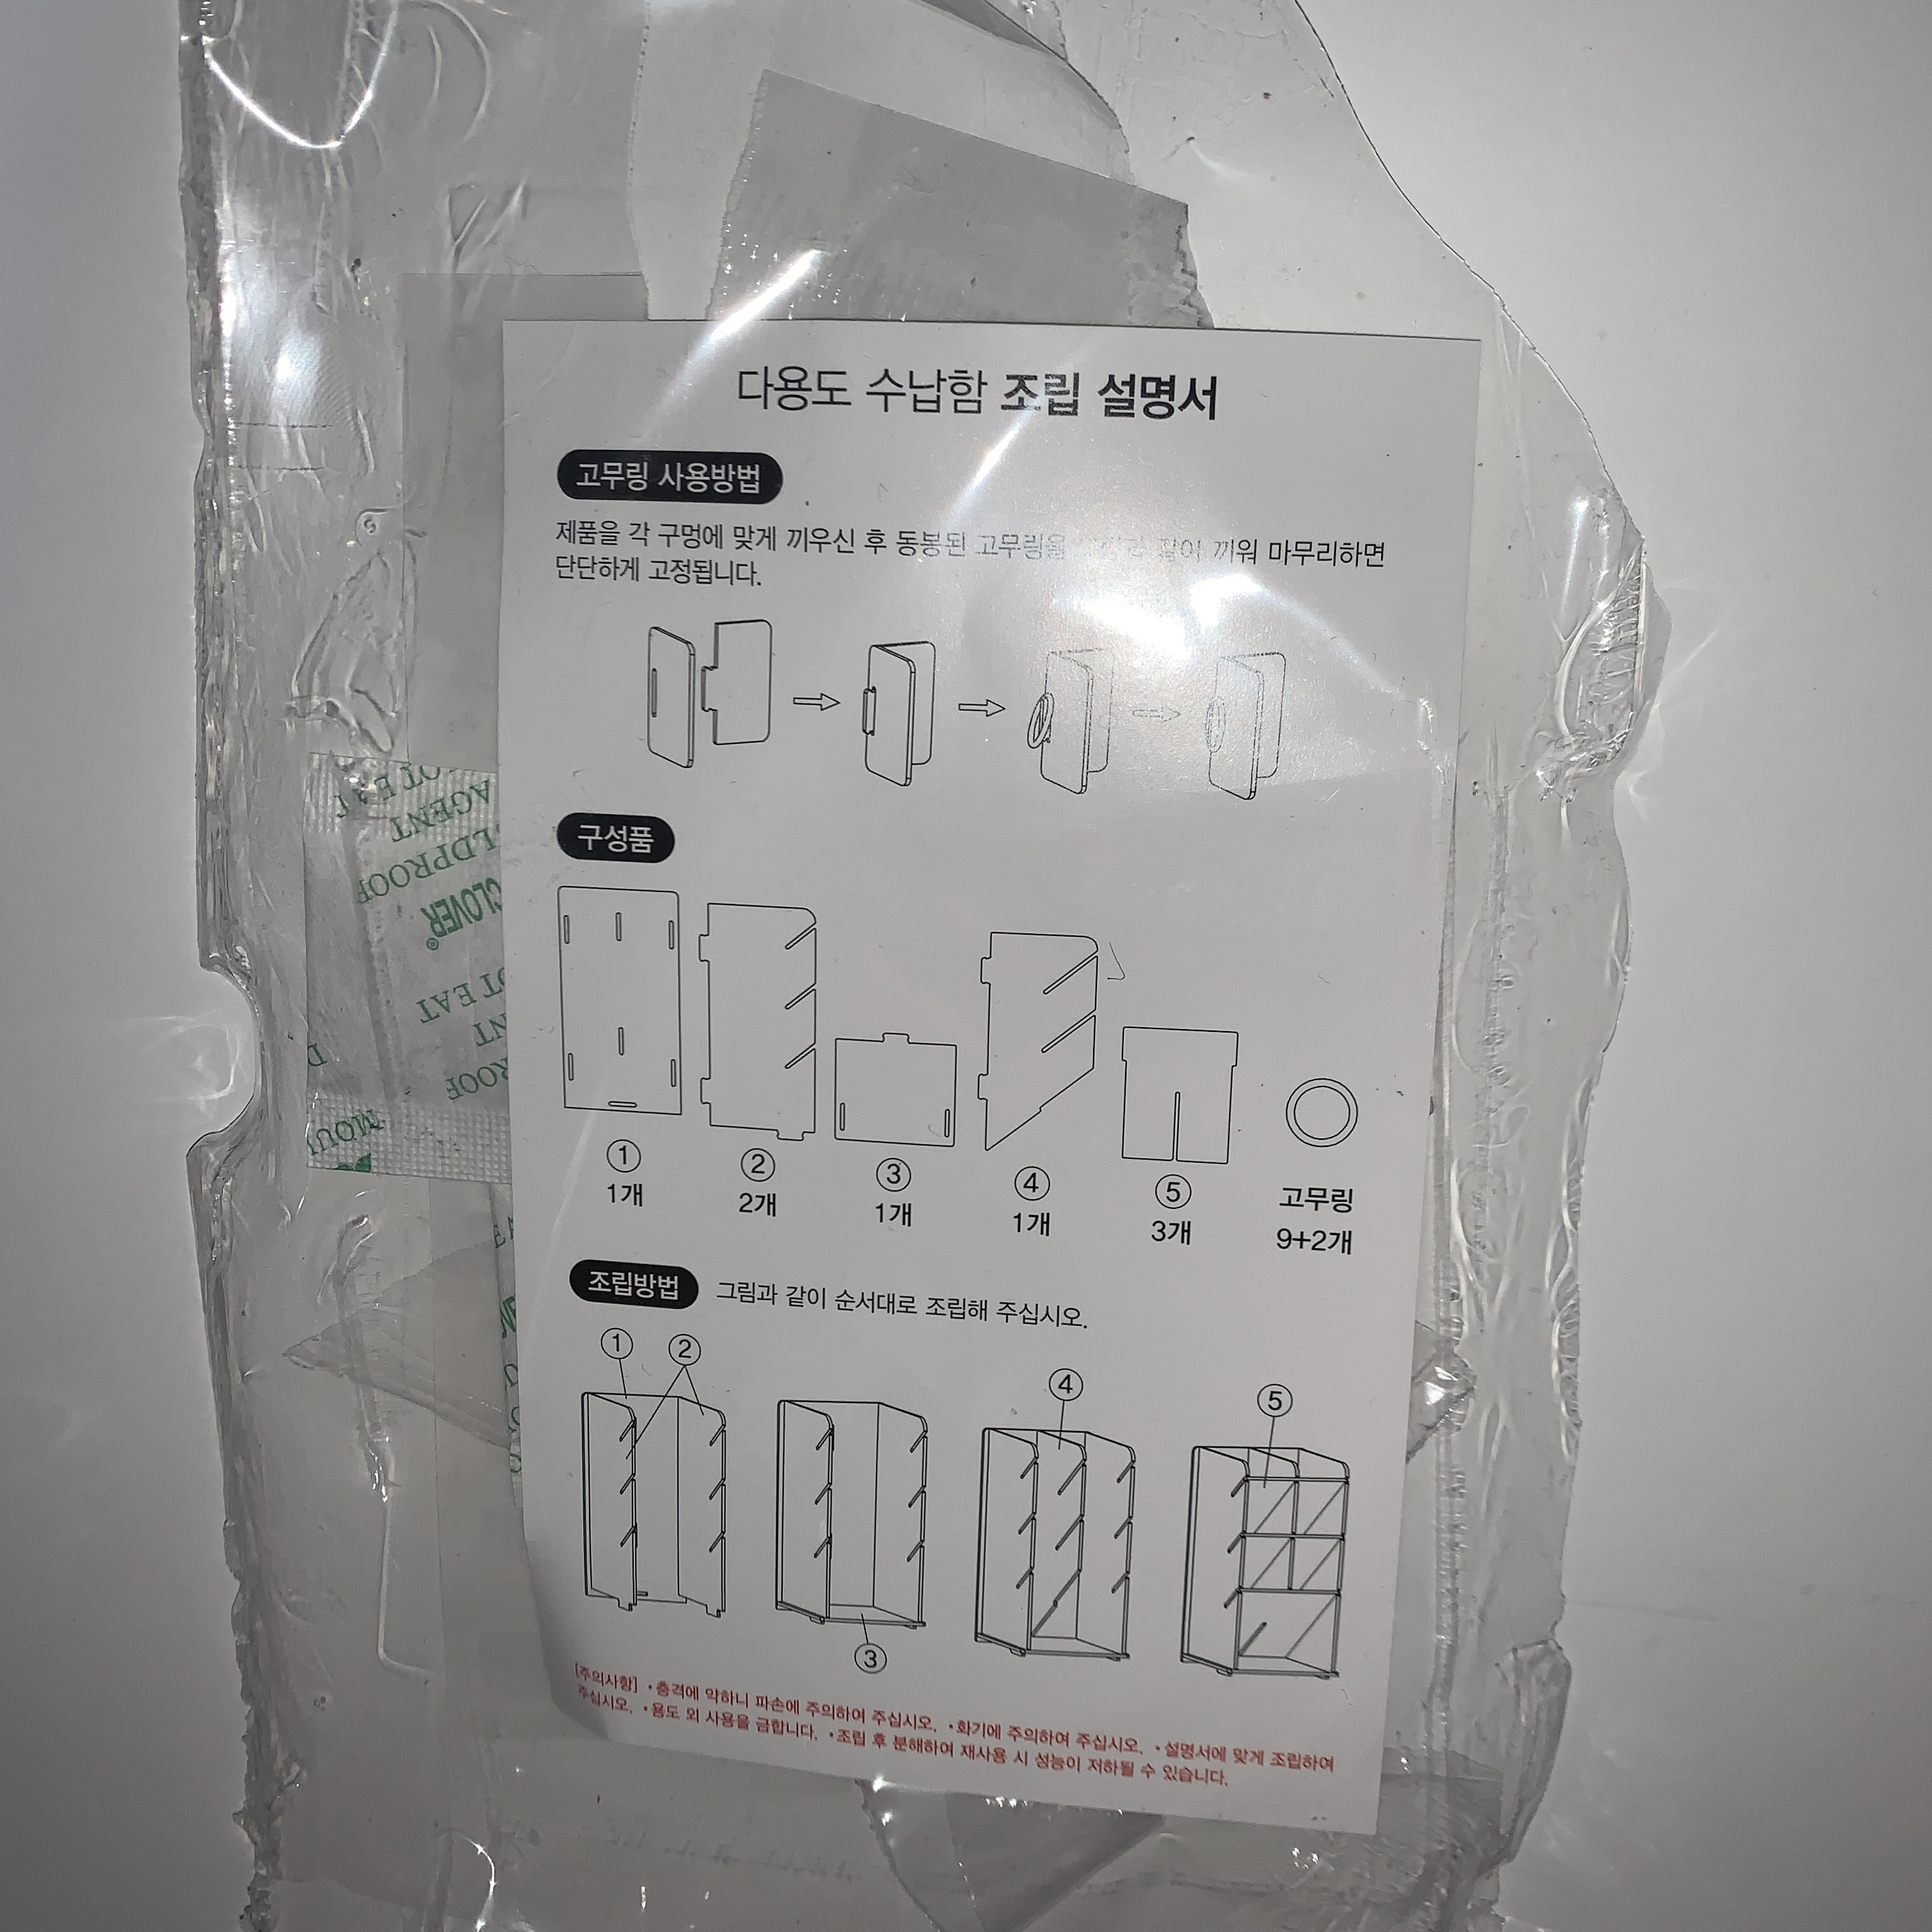 다용도 수납함 조립 설명서
고무링 사용방법
제품을 각 구멍에 맞게 끼우신 후 동봉된 고무링을 같이 끼워 마무리하면
단단하게 고정됩니다.
구성품
① ② ③ ④ ⑤ 고무링
1개 2개 1개 1개 3개 9+2개
조립방법 그림과 같이 순서대로 조립해 주십시오.
① ② ④ ⑤
③
[주의사항] •충격에 약하니 파손에 주의하여 주십시오. •화기에 주의하여 주십시오. •설명서에 맞게 조립하여
주십시오. •용도 외 사용을 금합니다. •조립 후 분해하여 재사용 시 성능이 저하될 수 있습니다.
OT EAT
AGENT
LDPROOF
CLOVER®
OT EAT
NT
ROOF
D
MOU